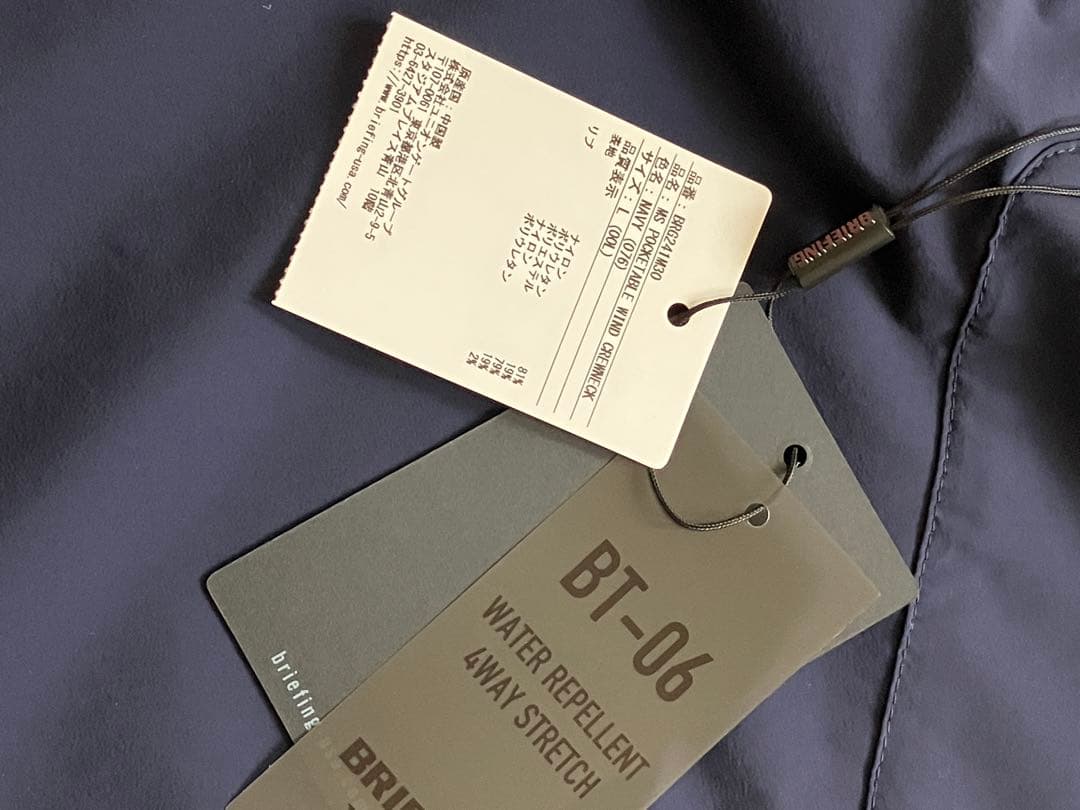 品番: BRG241M30
品名: MS POCKETABLE WIND CREWNECK
色名: NAVY (076)
サイズ: L (00L)
品質表示
表地 ナイロン 81%
ポリウレタン 19%
リブ ポリエステル 79%
ナイロン 19%
ポリウレタン 2%
原産国: 中国製
株式会社ユニオンゲートグループ
〒107-0061 東京都港区北青山2-9-5
スタジアムプレイス青山 10階
03-6427-3901
https://www.briefing-usa.com/
BRIEFING
BT-06
WATER REPELLENT
4WAY STRETCH
briefing